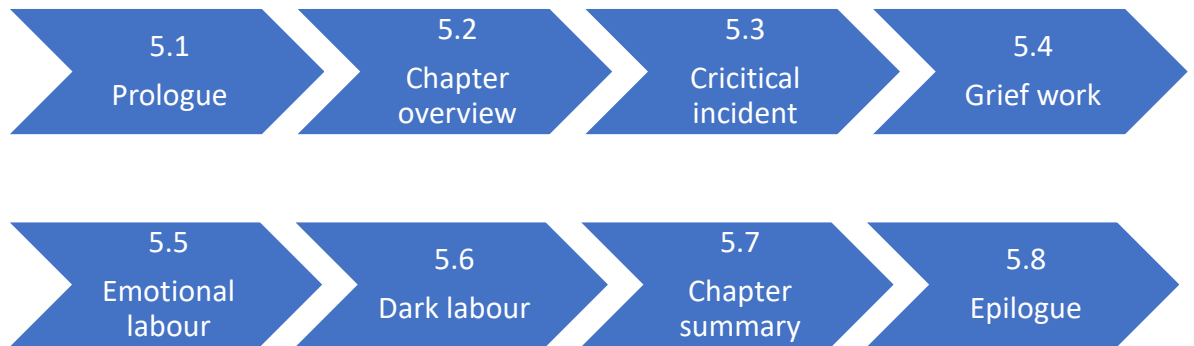 5.1
Prologue
5.2
Chapter
overview
5.3
Cricitical
incident
5.4
Grief work
5.5
Emotional
labour
5.6
Dark labour
5.7
Chapter
summary
5.8
Epilogue